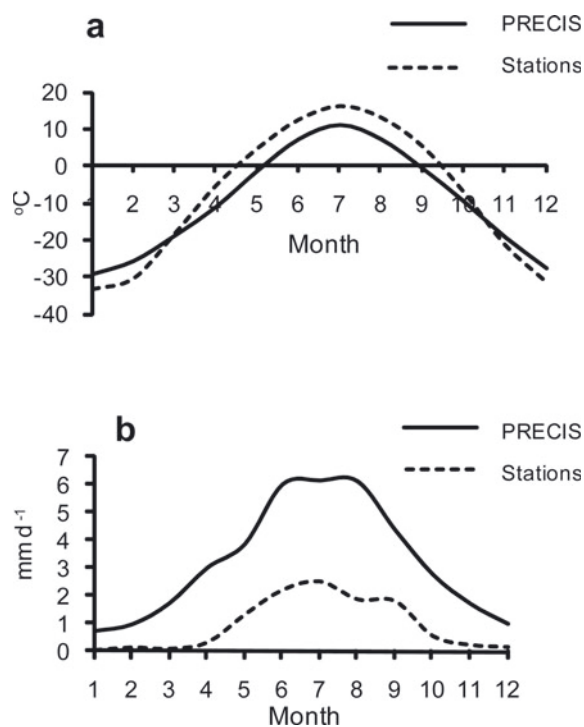 a
PRECIS
Stations
20
10
0
-10
-20
-30
-40
°C
2 3 4 5 6 7 8 9 10 11 12
Month
b
PRECIS
Stations
7
6
5
4
3
2
1
0
mm d⁻¹
1 2 3 4 5 6 7 8 9 10 11 12
Month